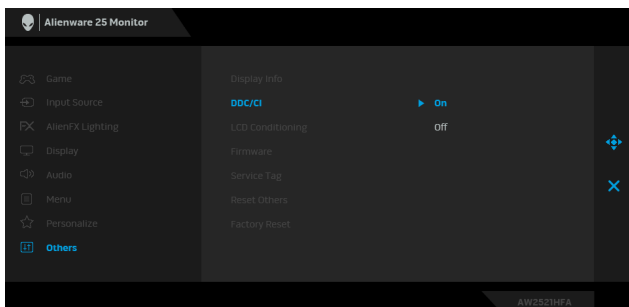 Alienware 25 Monitor
Game
Input Source
AlienFX Lighting
Display
Audio
Menu
Personalize
Others
Display Info
DDC/CI
On
LCD Conditioning
Off
Firmware
Service Tag
Reset Others
Factory Reset
AW2521HFA